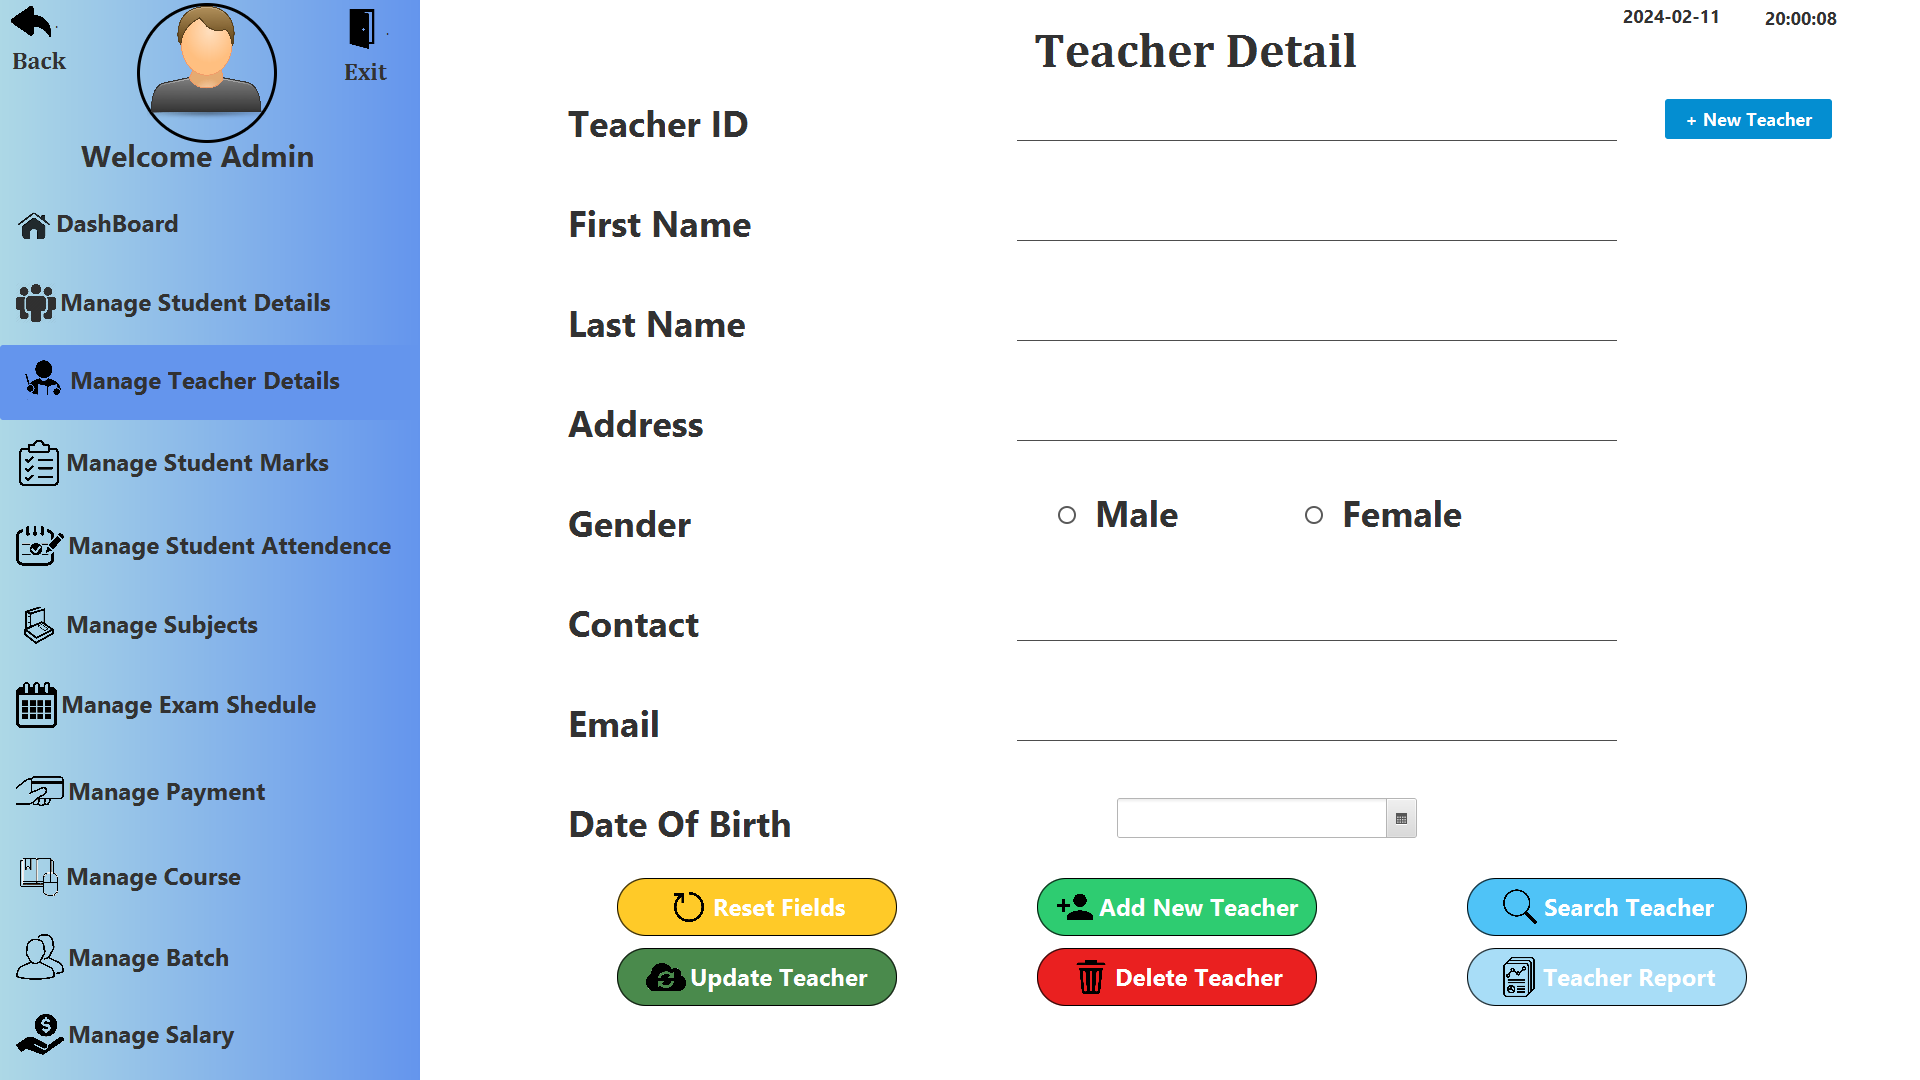 Back
Exit
Welcome Admin
DashBoard
Manage Student Details
Manage Teacher Details
Manage Student Marks
Manage Student Attendence
Manage Subjects
Manage Exam Shedule
Manage Payment
Manage Course
Manage Batch
Manage Salary
2024-02-11 20:00:08
Teacher Detail
Teacher ID
+ New Teacher
First Name
Last Name
Address
Gender Male Female
Contact
Email
Date Of Birth
Reset Fields Add New Teacher Search Teacher
Update Teacher Delete Teacher Teacher Report